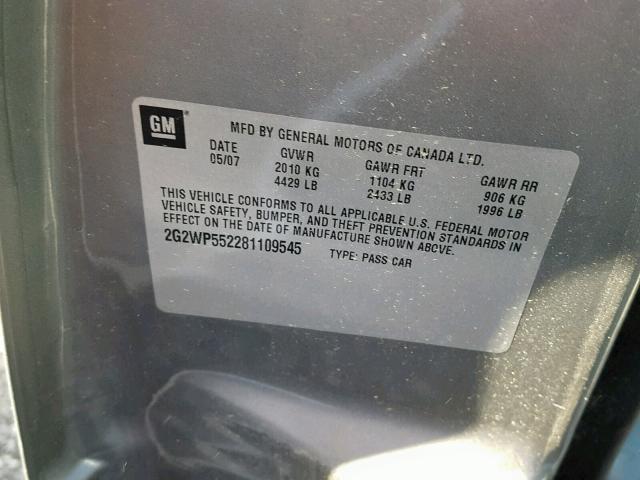 GM
MFD BY GENERAL MOTORS OF CANADA LTD.
DATE GVWR GAWR FRT GAWR RR
05/07 2010 KG 1104 KG 906 KG
4429 LB 2433 LB 1996 LB
THIS VEHICLE CONFORMS TO ALL APPLICABLE U.S. FEDERAL MOTOR
VEHICLE SAFETY, BUMPER, AND THEFT PREVENTION STANDARDS IN
EFFECT ON THE DATE OF MANUFACTURE SHOWN ABOVE.
2G2WP552281109545 TYPE: PASS CAR